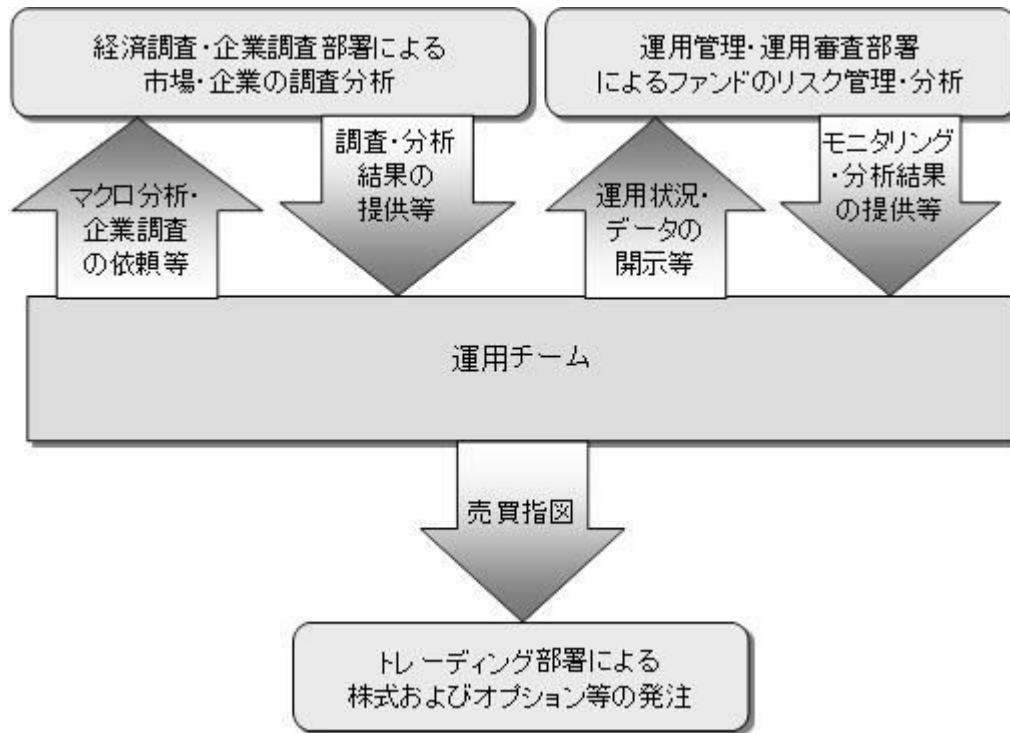 経済調査・企業調査部署による
市場・企業の調査分析
運用管理・運用審査部署
によるファンドのリスク管理・分析
マクロ分析・
企業調査
の依頼等
調査・分析
結果の
提供等
運用状況・
データの
開示等
モニタリング
・分析結果
の提供等
運用チーム
売買指図
トレーディング部署による
株式およびオプション等の発注